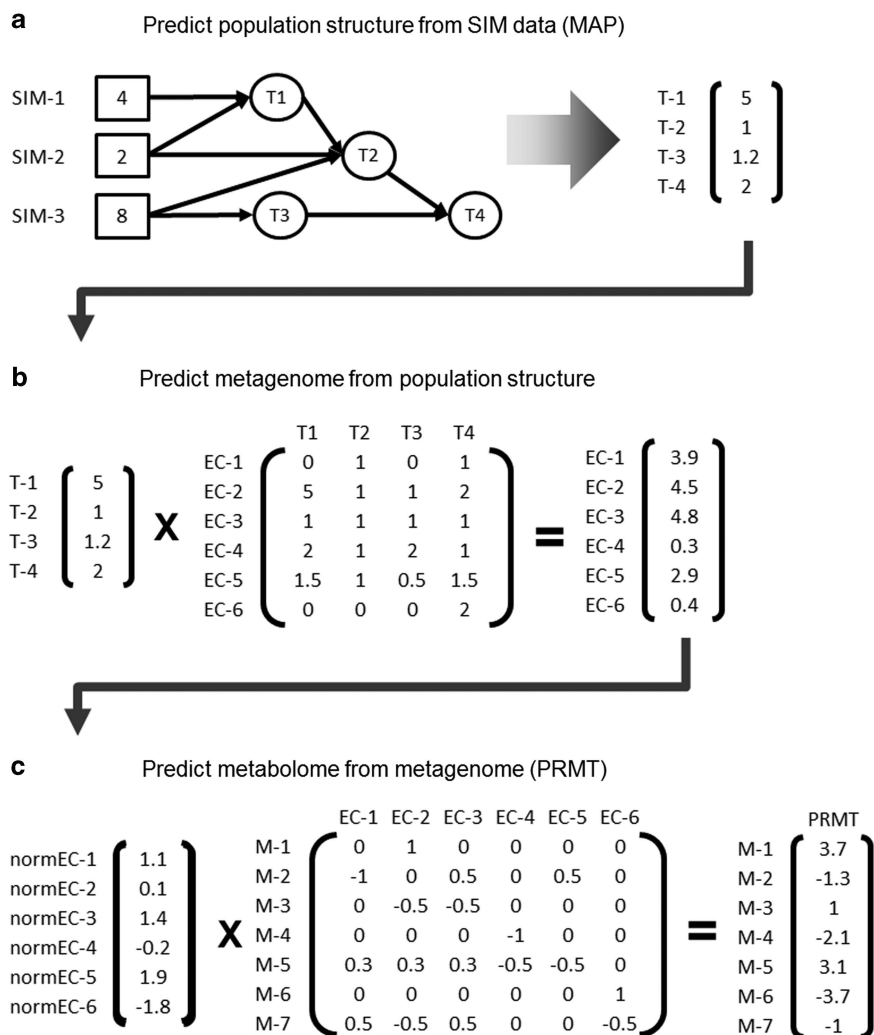 a
Predict population structure from SIM data (MAP)
SIM-1 4 T1
SIM-2 2 T2
SIM-3 8 T3 T4
T-1 5
T-2 1
T-3 1.2
T-4 2
b
Predict metagenome from population structure
T-1 5
T-2 1
T-3 1.2
T-4 2
X
T1 T2 T3 T4
EC-1 0 1 0 1
EC-2 5 1 1 2
EC-3 1 1 1 1
EC-4 2 1 2 1
EC-5 1.5 1 0.5 1.5
EC-6 0 0 0 2
=
EC-1 3.9
EC-2 4.5
EC-3 4.8
EC-4 0.3
EC-5 2.9
EC-6 0.4
c
Predict metabolome from metagenome (PRMT)
normEC-1 1.1
normEC-2 0.1
normEC-3 1.4
normEC-4 -0.2
normEC-5 1.9
normEC-6 -1.8
X
EC-1 EC-2 EC-3 EC-4 EC-5 EC-6
M-1 0 1 0 0 0 0
M-2 -1 0 0.5 0 0.5 0
M-3 0 -0.5 -0.5 0 0 0
M-4 0 0 0 -1 0 0
M-5 0.3 0.3 0.3 -0.5 -0.5 0
M-6 0 0 0 0 0 1
M-7 0.5 -0.5 0.5 0 0 -0.5
=
PRMT
M-1 3.7
M-2 -1.3
M-3 1
M-4 -2.1
M-5 3.1
M-6 -3.7
M-7 -1